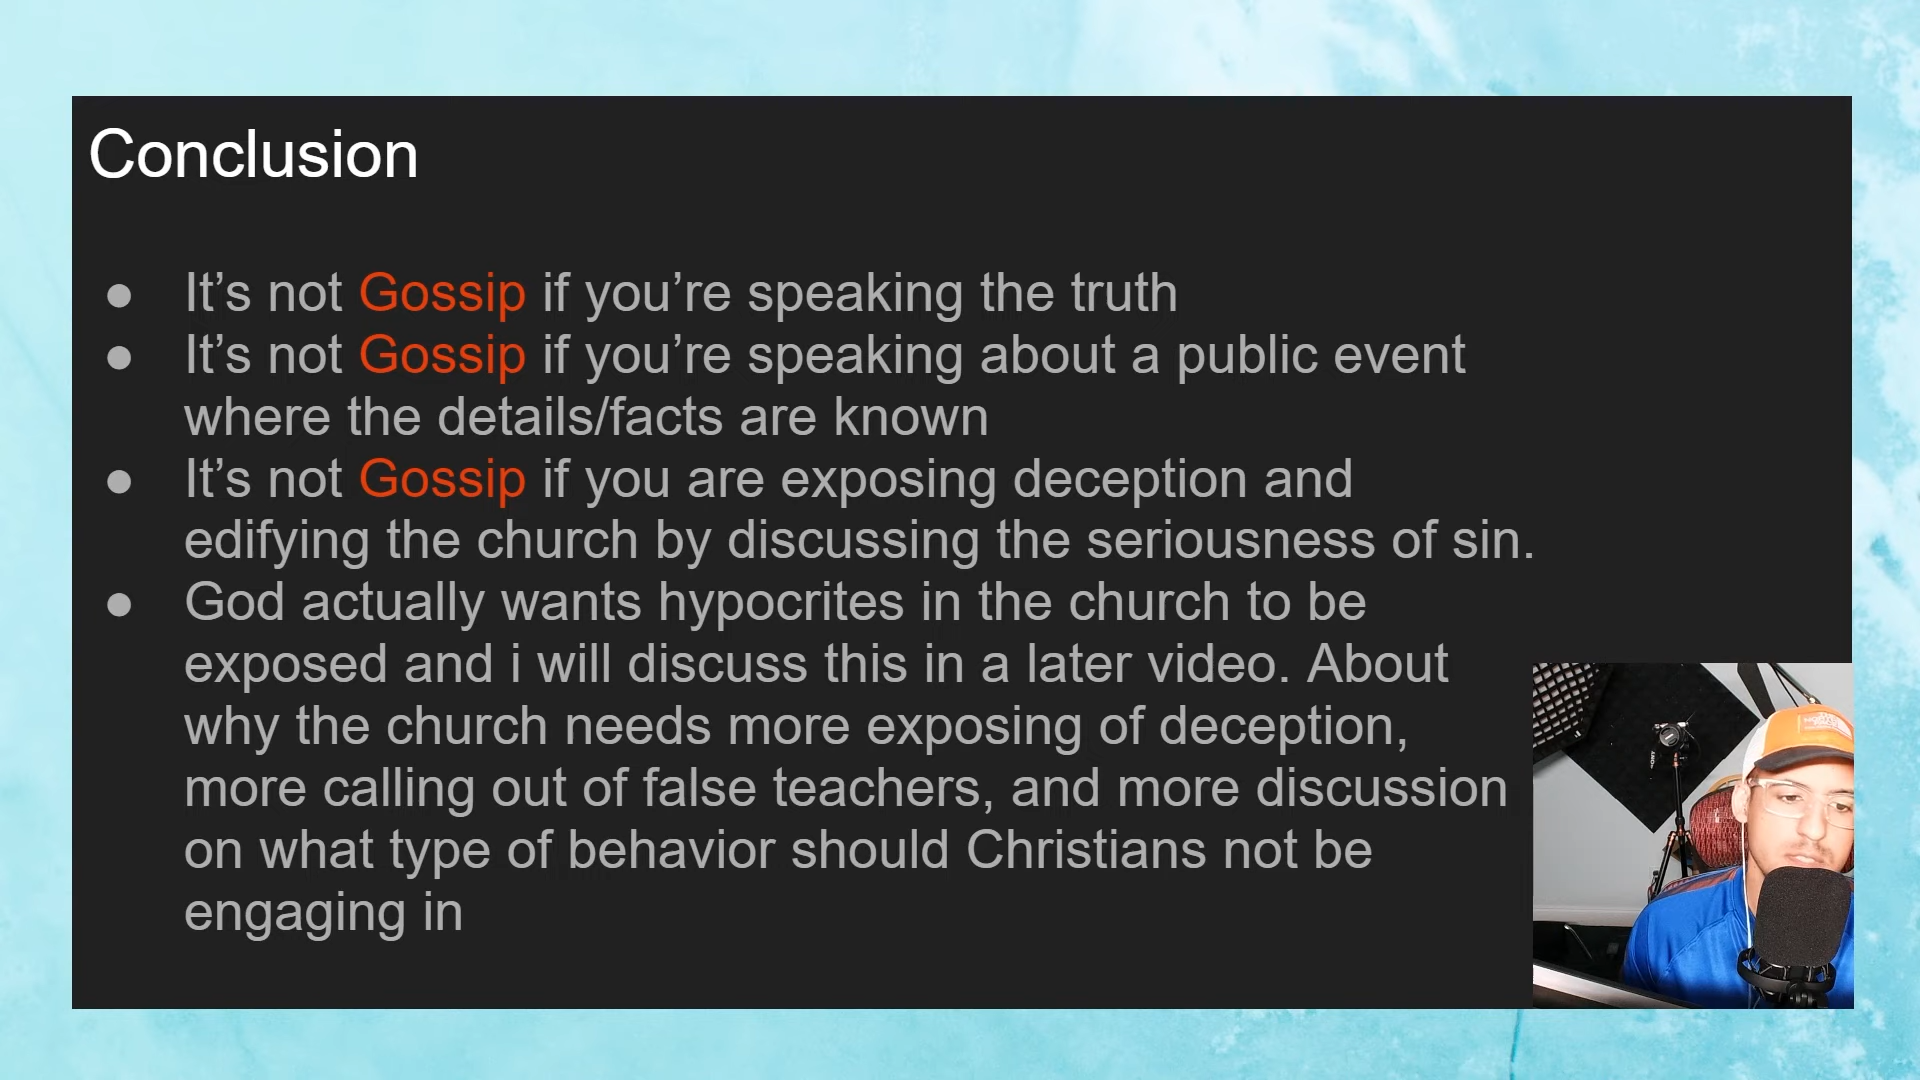 Conclusion
● It’s not Gossip if you’re speaking the truth
● It’s not Gossip if you’re speaking about a public event
where the details/facts are known
● It’s not Gossip if you are exposing deception and
edifying the church by discussing the seriousness of sin.
● God actually wants hypocrites in the church to be
exposed and i will discuss this in a later video. About
why the church needs more exposing of deception,
more calling out of false teachers, and more discussion
on what type of behavior should Christians not be
engaging in